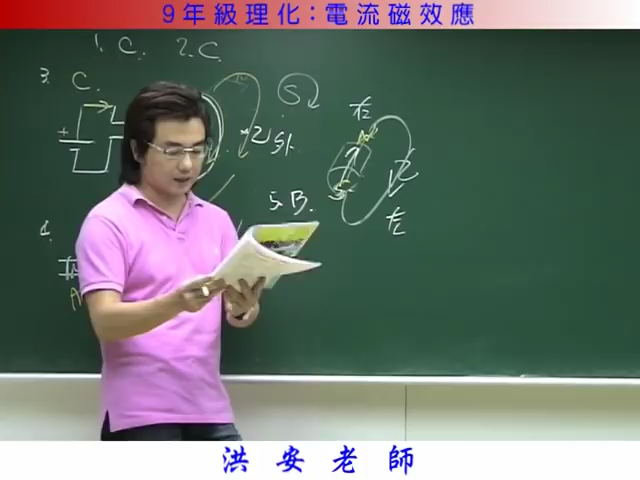 9年級理化：電流磁效應
1. C. 2. C.
3. C.
S
右
N
S
5. B.
左
4.
N
洪安老師